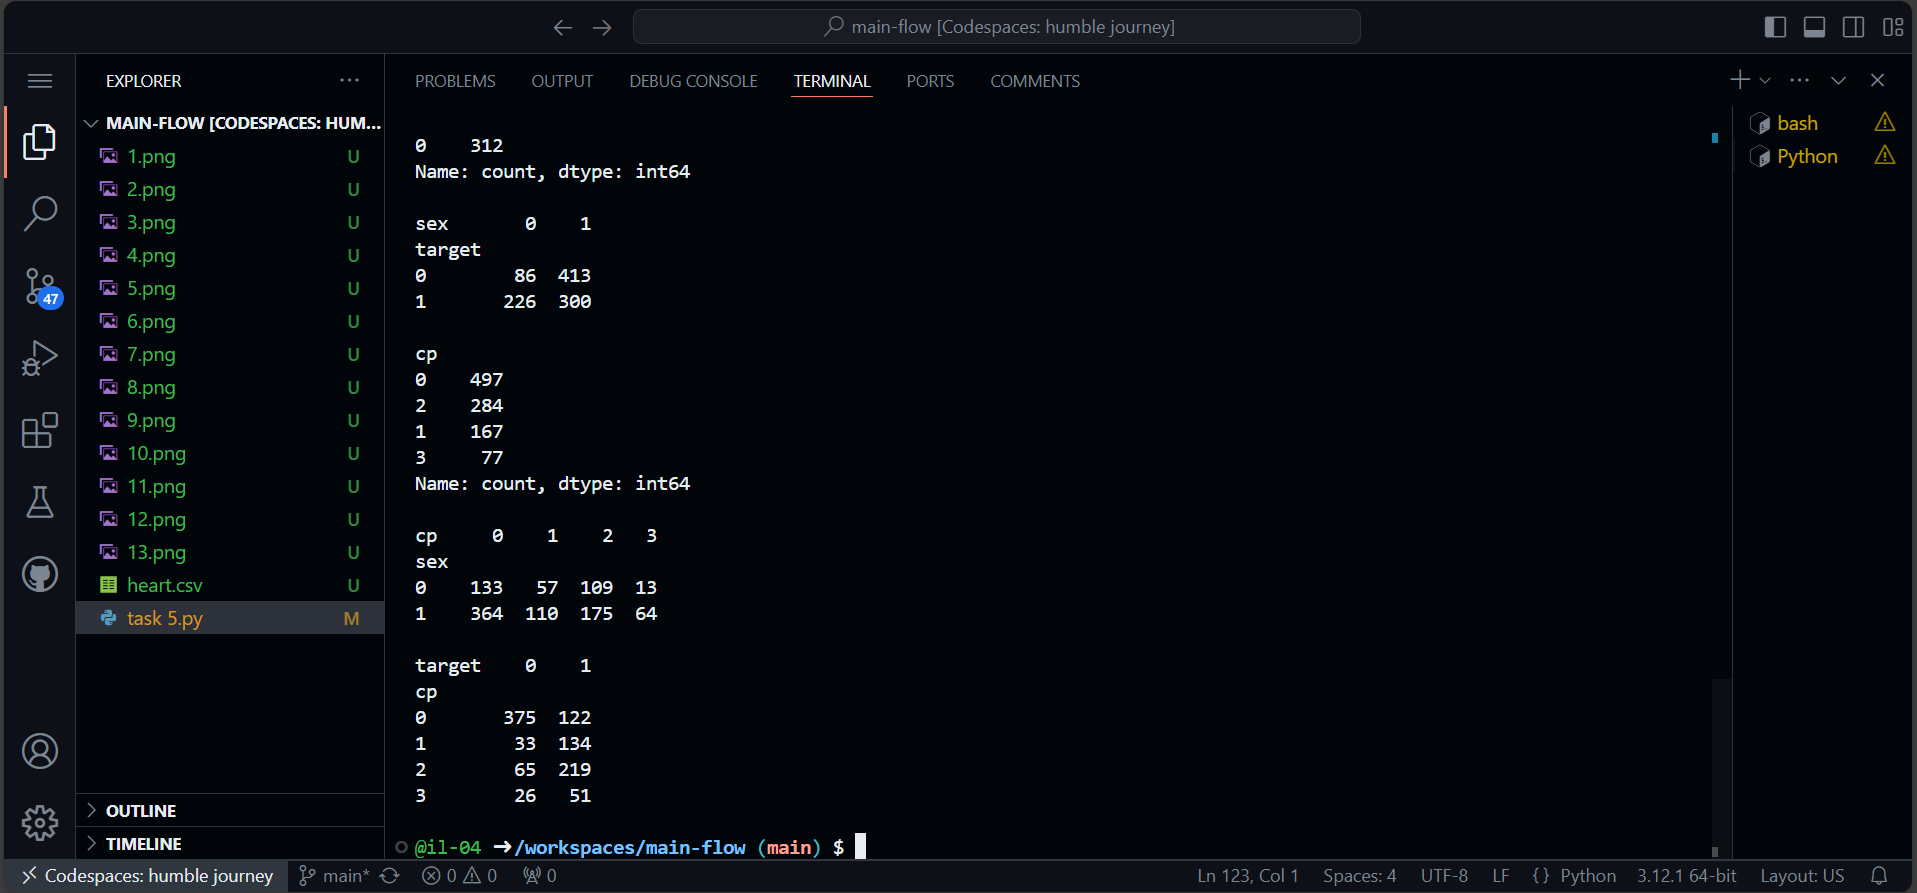 main-flow [Codespaces: humble journey]
EXPLORER
MAIN-FLOW [CODESPACES: HUM...
1.png U
2.png U
3.png U
4.png U
5.png U
6.png U
7.png U
8.png U
9.png U
10.png U
11.png U
12.png U
13.png U
heart.csv U
task 5.py M
OUTLINE
TIMELINE
47
PROBLEMS OUTPUT DEBUG CONSOLE TERMINAL PORTS COMMENTS
0 312
Name: count, dtype: int64
sex 0 1
target
0 86 413
1 226 300
cp
0 497
2 284
1 167
3 77
Name: count, dtype: int64
cp 0 1 2 3
sex
0 133 57 109 13
1 364 110 175 64
target 0 1
cp
0 375 122
1 33 134
2 65 219
3 26 51
@il-04 ➜/workspaces/main-flow (main) $
bash
Python
Codespaces: humble journey main* 0 0 0 Ln 123, Col 1 Spaces: 4 UTF-8 LF {} Python 3.12.1 64-bit Layout: US